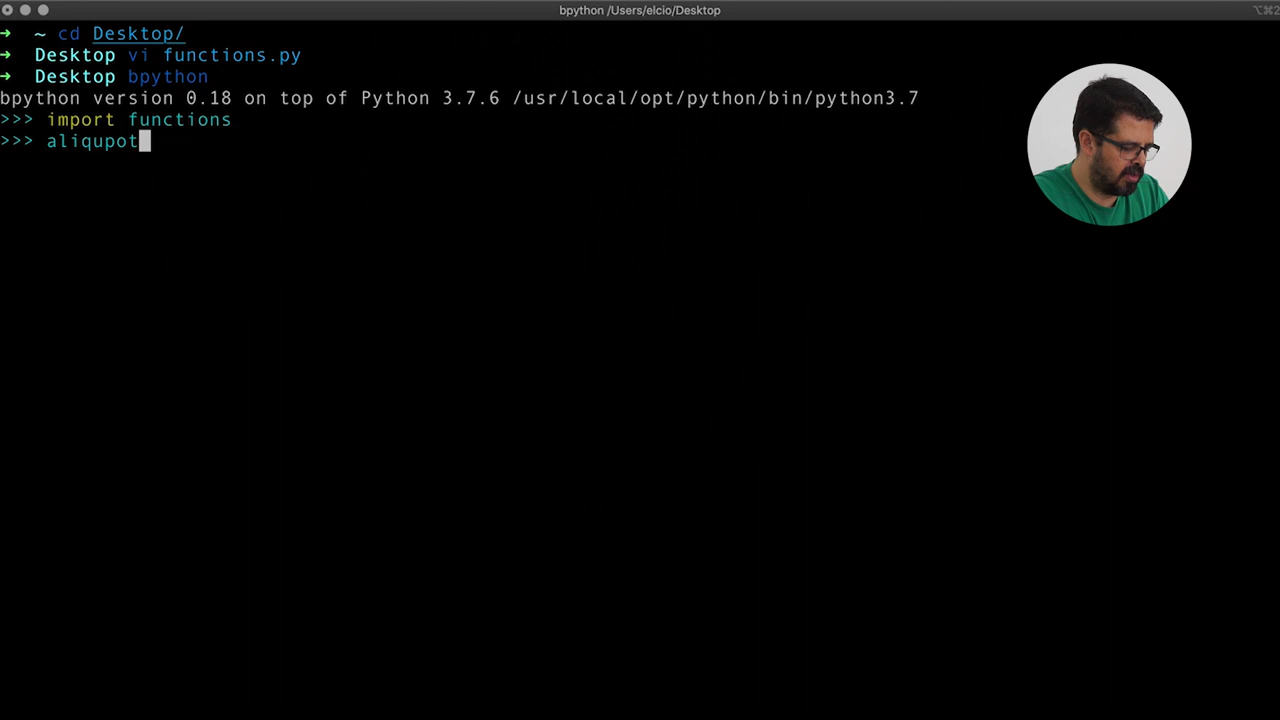 bpython /Users/elcio/Desktop
⌥⌘2
➜ ~ cd Desktop/
➜ Desktop vi functions.py
➜ Desktop bpython
bpython version 0.18 on top of Python 3.7.6 /usr/local/opt/python/bin/python3.7
>>> import functions
>>> aliqupot